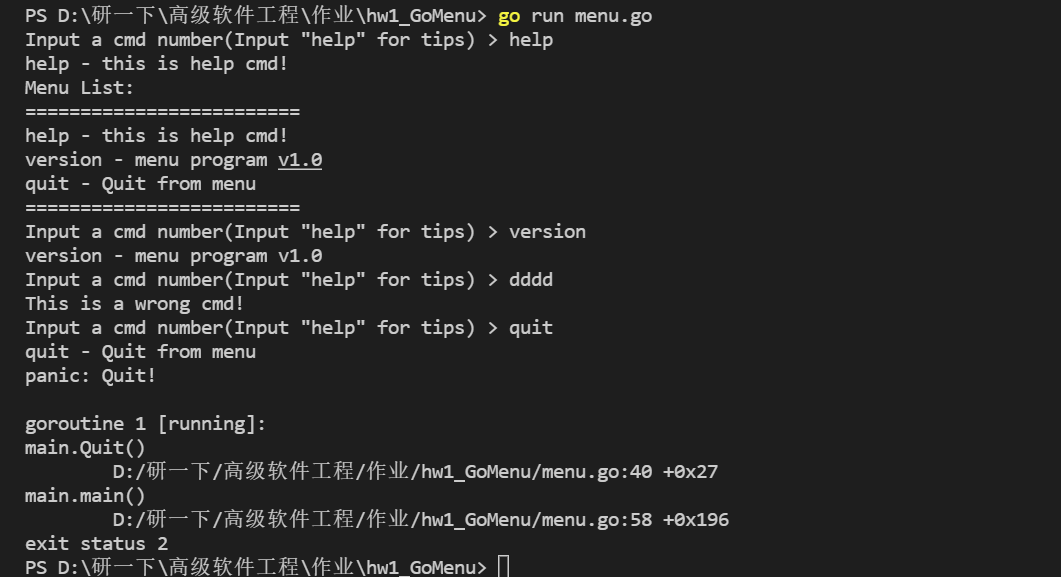 PS D:\研一下\高级软件工程\作业\hw1_GoMenu> go run menu.go
Input a cmd number(Input "help" for tips) > help
help - this is help cmd!
Menu List:
=========================
help - this is help cmd!
version - menu program v1.0
quit - Quit from menu
=========================
Input a cmd number(Input "help" for tips) > version
version - menu program v1.0
Input a cmd number(Input "help" for tips) > dddd
This is a wrong cmd!
Input a cmd number(Input "help" for tips) > quit
quit - Quit from menu
panic: Quit!

goroutine 1 [running]:
main.Quit()
        D:/研一下/高级软件工程/作业/hw1_GoMenu/menu.go:40 +0x27
main.main()
        D:/研一下/高级软件工程/作业/hw1_GoMenu/menu.go:58 +0x196
exit status 2
PS D:\研一下\高级软件工程\作业\hw1_GoMenu>